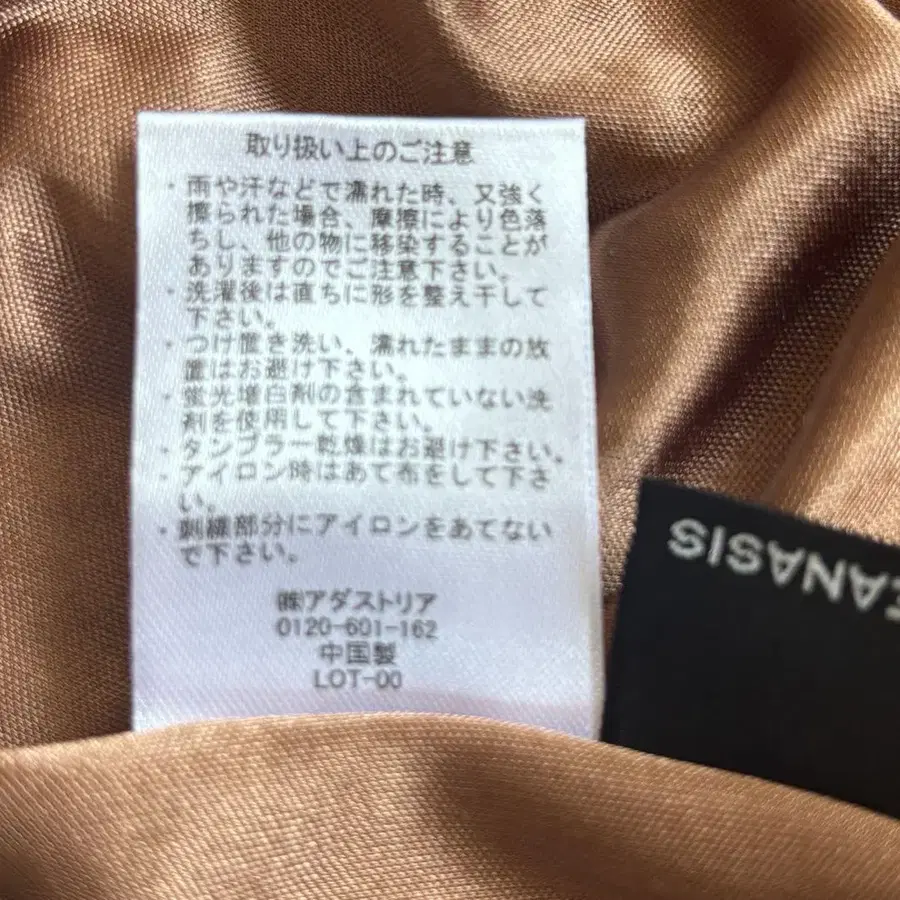 取り扱い上のご注意
・雨や汗などで濡れた時、又強く
擦られた場合、摩擦により色落
ちし、他の物に移染することが
ありますのでご注意下さい。
・洗濯後は直ちに形を整え干して
下さい。
・つけ置き洗い、濡れたままの放
置はお避け下さい。
・蛍光増白剤の含まれていない洗
剤を使用して下さい。
・タンブラー乾燥はお避け下さい。
・アイロン時はあて布をして下さ
い。
・刺繍部分にアイロンをあてない
で下さい。
㈱アダストリア
0120-601-162
中国製
LOT-00
EANASIS